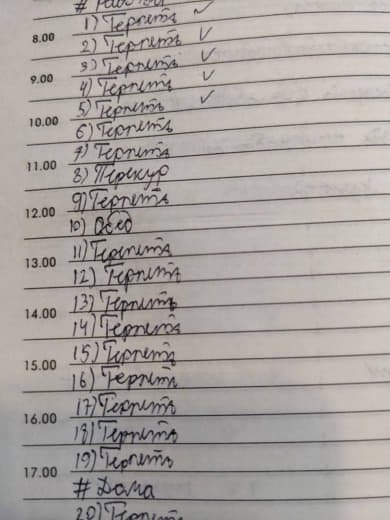 # Работа
8.00 1) Терпеть ✓
2) Терпеть ✓
3) Терпеть ✓
9.00 4) Терпеть ✓
5) Терпеть ✓
10.00 6) Терпеть
7) Терпеть
11.00 8) Перекур
9) Терпеть
12.00 10) Обед
11) Терпеть
13.00 12) Терпеть
13) Терпеть
14.00 14) Терпеть
15) Терпеть
15.00 16) Терпеть
17) Терпеть
16.00 18) Терпеть
19) Терпеть
17.00 # Дома
20) Терпеть